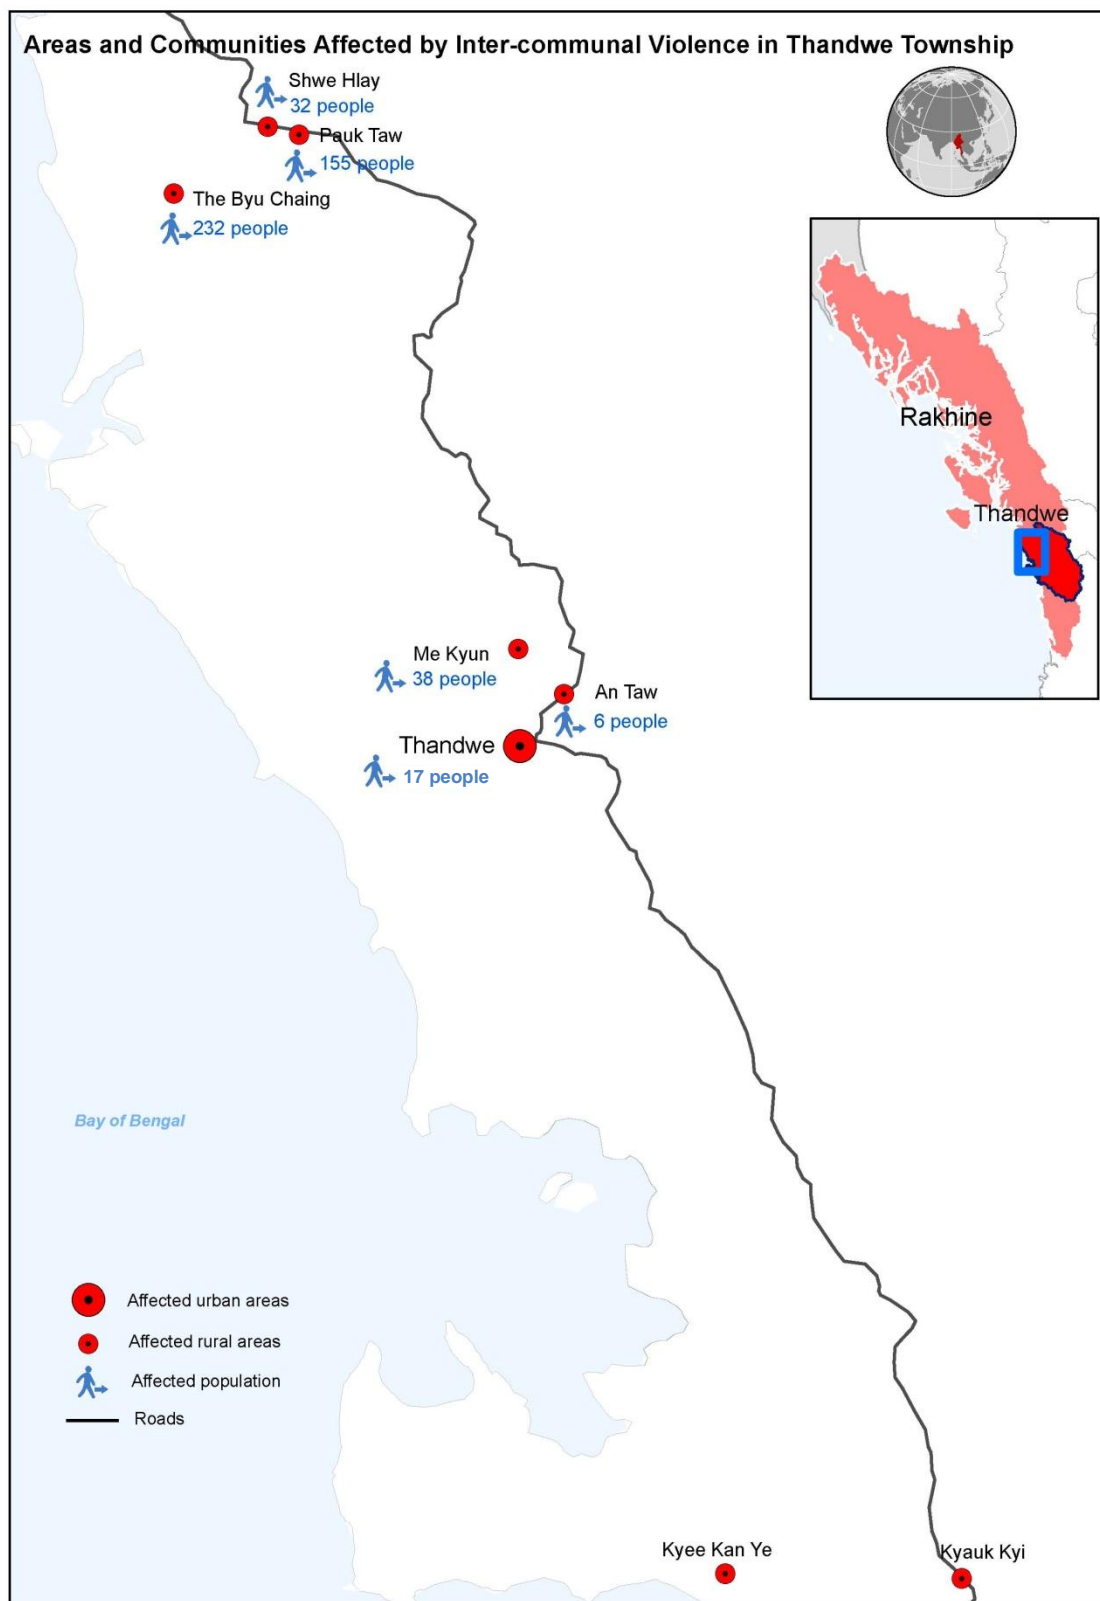 Areas and Communities Affected by Inter-communal Violence in Thandwe Township
Shwe Hlay
32 people
Pauk Taw
155 people
The Byu Chaing
232 people
Rakhine
Thandwe
Me Kyun
38 people
An Taw
6 people
Thandwe
17 people
Bay of Bengal
Affected urban areas
Affected rural areas
Affected population
Roads
Kyee Kan Ye
Kyauk Kyi